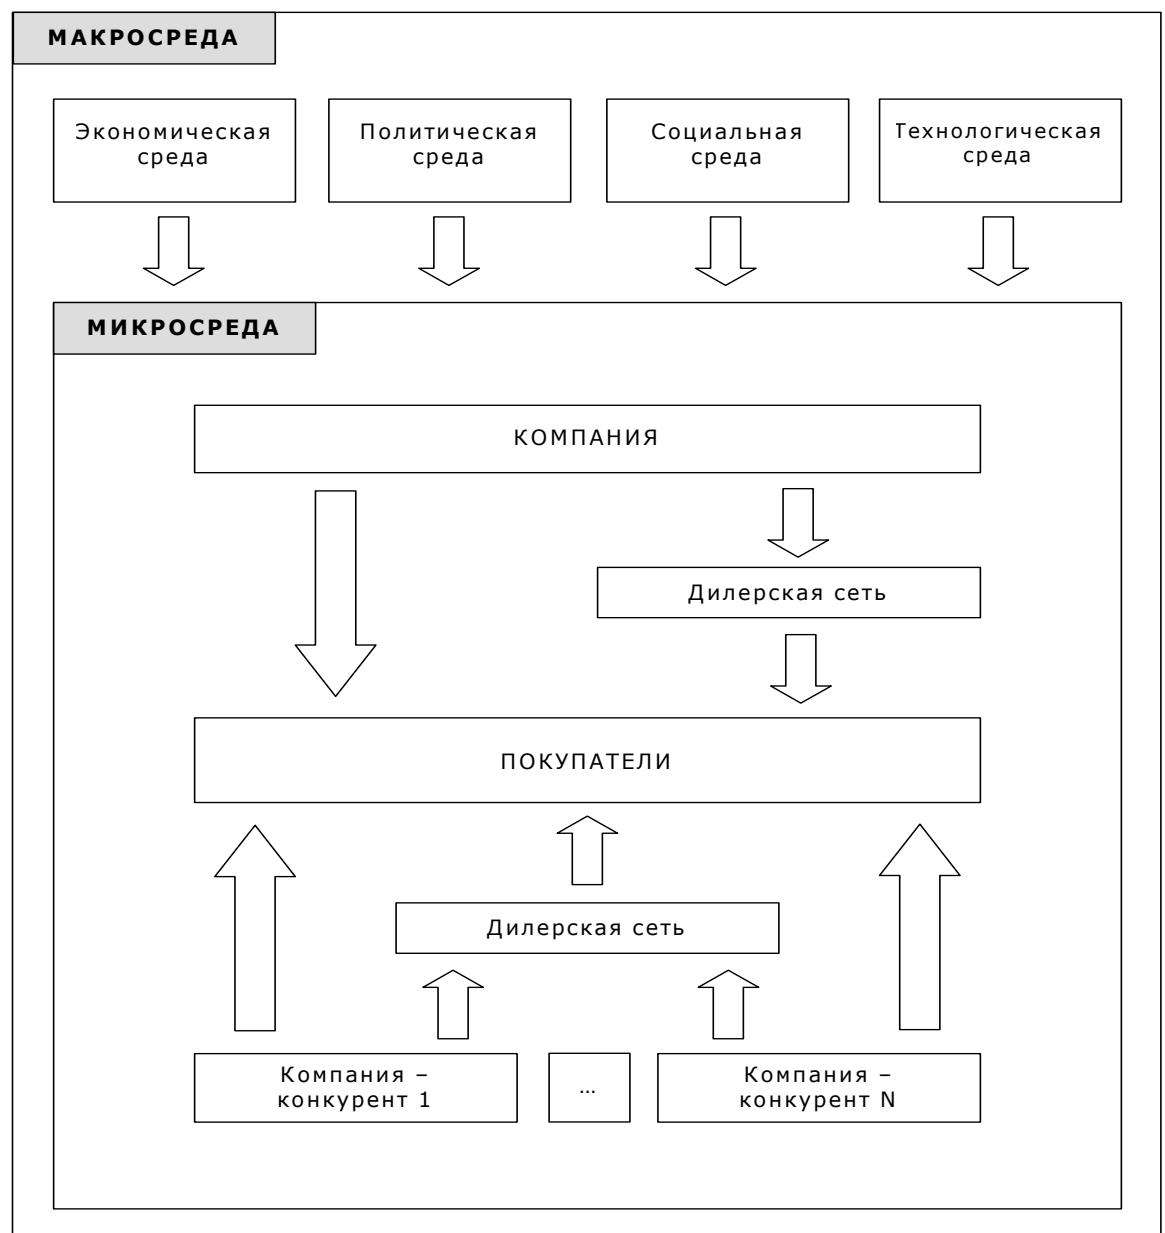 МАКРОСРЕДА
Экономическая
среда
Политическая
среда
Социальная
среда
Технологическая
среда
МИКРОСРЕДА
КОМПАНИЯ
Дилерская сеть
ПОКУПАТЕЛИ
Дилерская сеть
Компания –
конкурент 1
...
Компания –
конкурент N